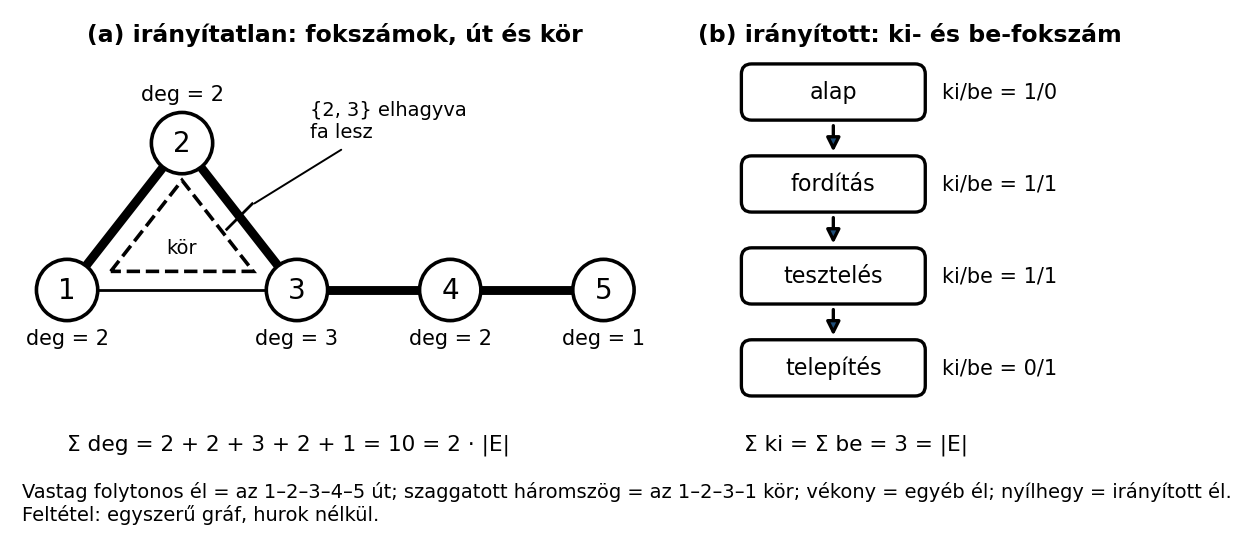 (a) irányítatlan: fokszámok, út és kör
deg = 2
{2, 3} elhagyva
fa lesz
2
kör
1
3
4
5
deg = 2
deg = 3
deg = 2
deg = 1
Σ deg = 2 + 2 + 3 + 2 + 1 = 10 = 2 · |E|
(b) irányított: ki- és be-fokszám
alap
ki/be = 1/0
fordítás
ki/be = 1/1
tesztelés
ki/be = 1/1
telepítés
ki/be = 0/1
Σ ki = Σ be = 3 = |E|
Vastag folytonos él = az 1–2–3–4–5 út; szaggatott háromszög = az 1–2–3–1 kör; vékony = egyéb él; nyílhegy = irányított él.
Feltétel: egyszerű gráf, hurok nélkül.